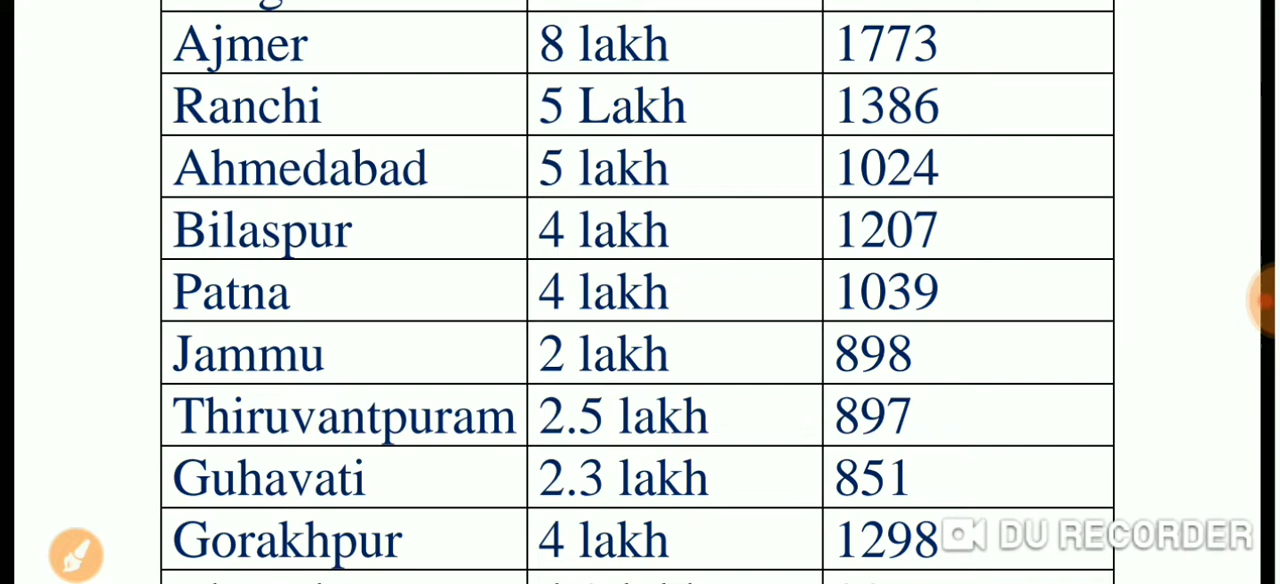 Ajmer 8 lakh 1773
Ranchi 5 Lakh 1386
Ahmedabad 5 lakh 1024
Bilaspur 4 lakh 1207
Patna 4 lakh 1039
Jammu 2 lakh 898
Thiruvantpuram 2.5 lakh 897
Guhavati 2.3 lakh 851
Gorakhpur 4 lakh 1298
DU RECORDER